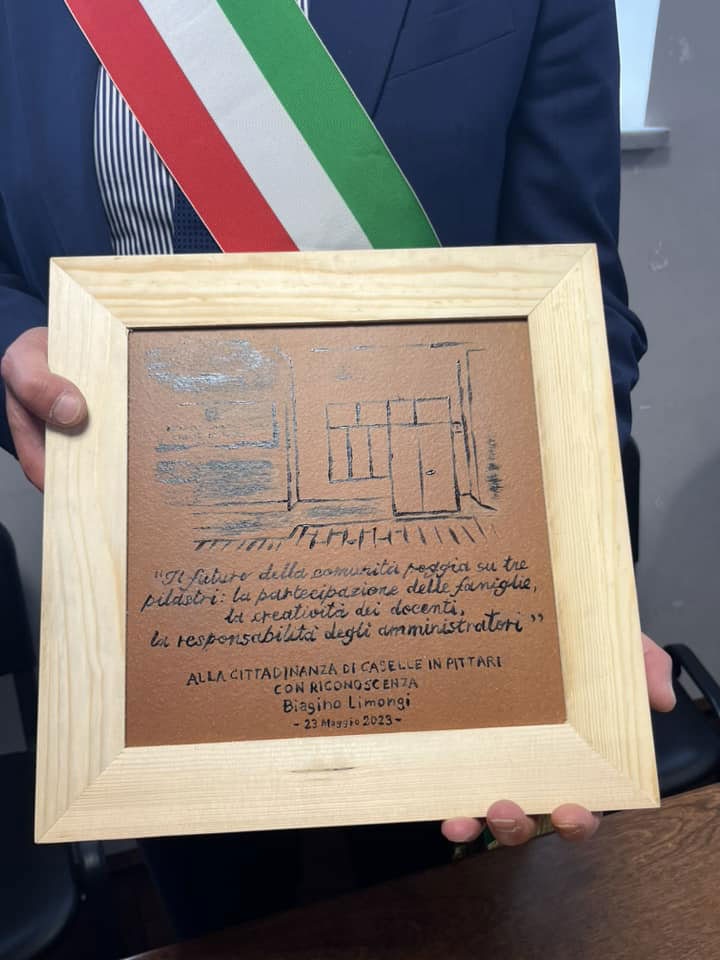 “Il futuro della comunità poggia su tre
pilastri: la partecipazione delle famiglie,
la creatività dei docenti,
la responsabilità degli amministratori”
ALLA CITTADINANZA DI CASELLE IN PITTARI
CON RICONOSCENZA
Biagino Limongi
- 23 Maggio 2023 -